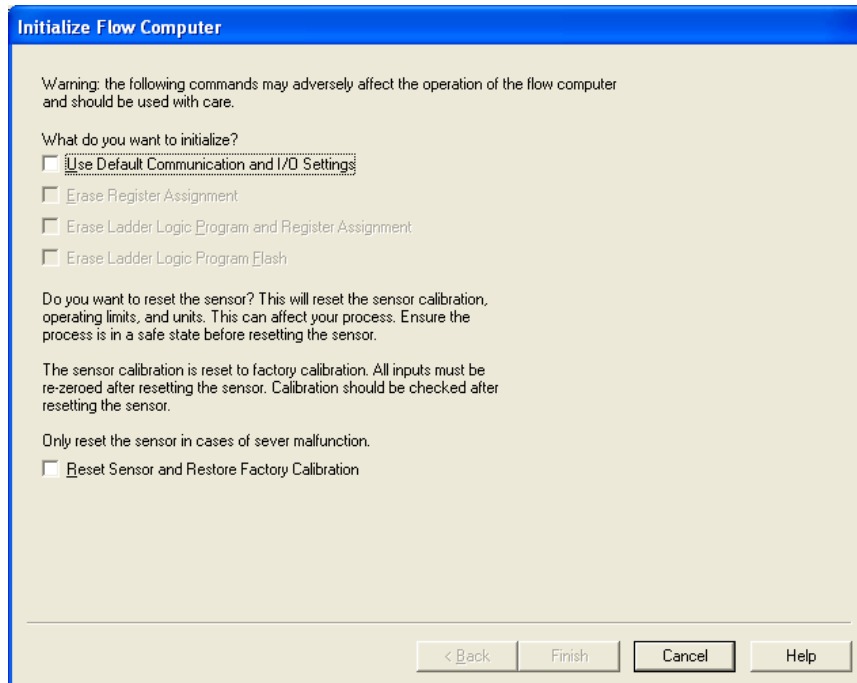 Initialize Flow Computer
Warning: the following commands may adversely affect the operation of the flow computer
and should be used with care.
What do you want to initialize?
Use Default Communication and I/O Settings
Erase Register Assignment
Erase Ladder Logic Program and Register Assignment
Erase Ladder Logic Program Flash
Do you want to reset the sensor? This will reset the sensor calibration,
operating limits, and units. This can affect your process. Ensure the
process is in a safe state before resetting the sensor.
The sensor calibration is reset to factory calibration. All inputs must be
re-zeroed after resetting the sensor. Calibration should be checked after
resetting the sensor.
Only reset the sensor in cases of sever malfunction.
Reset Sensor and Restore Factory Calibration
< Back Finish Cancel Help